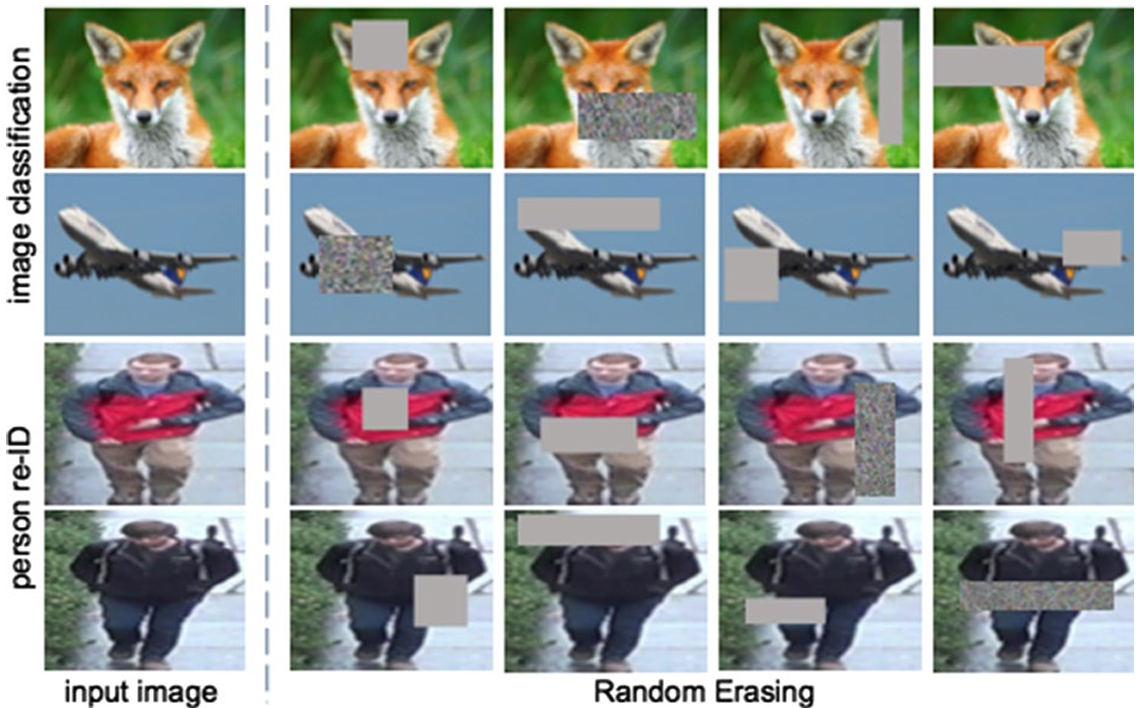 image classification
person re-ID
input image
Random Erasing